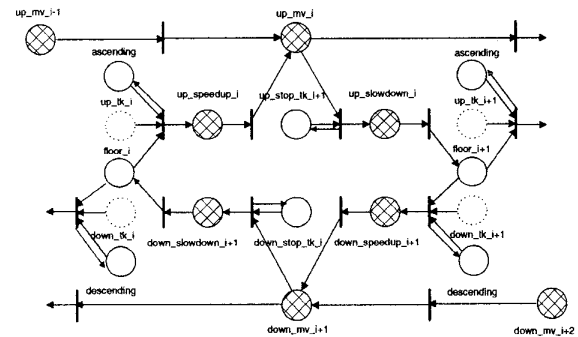 up_mv_i-1
up_mv_i
ascending
ascending
up_speedup_i
up_stop_tk_i+1
up_slowdown_i
up_tk_i
up_tk_i+1
floor_i
floor_i+1
down_tk_i
down_slowdown_i+1
down_stop_tk_i
down_speedup_i+1
down_tk_i+1
descending
descending
down_mv_i+1
down_mv_i+2